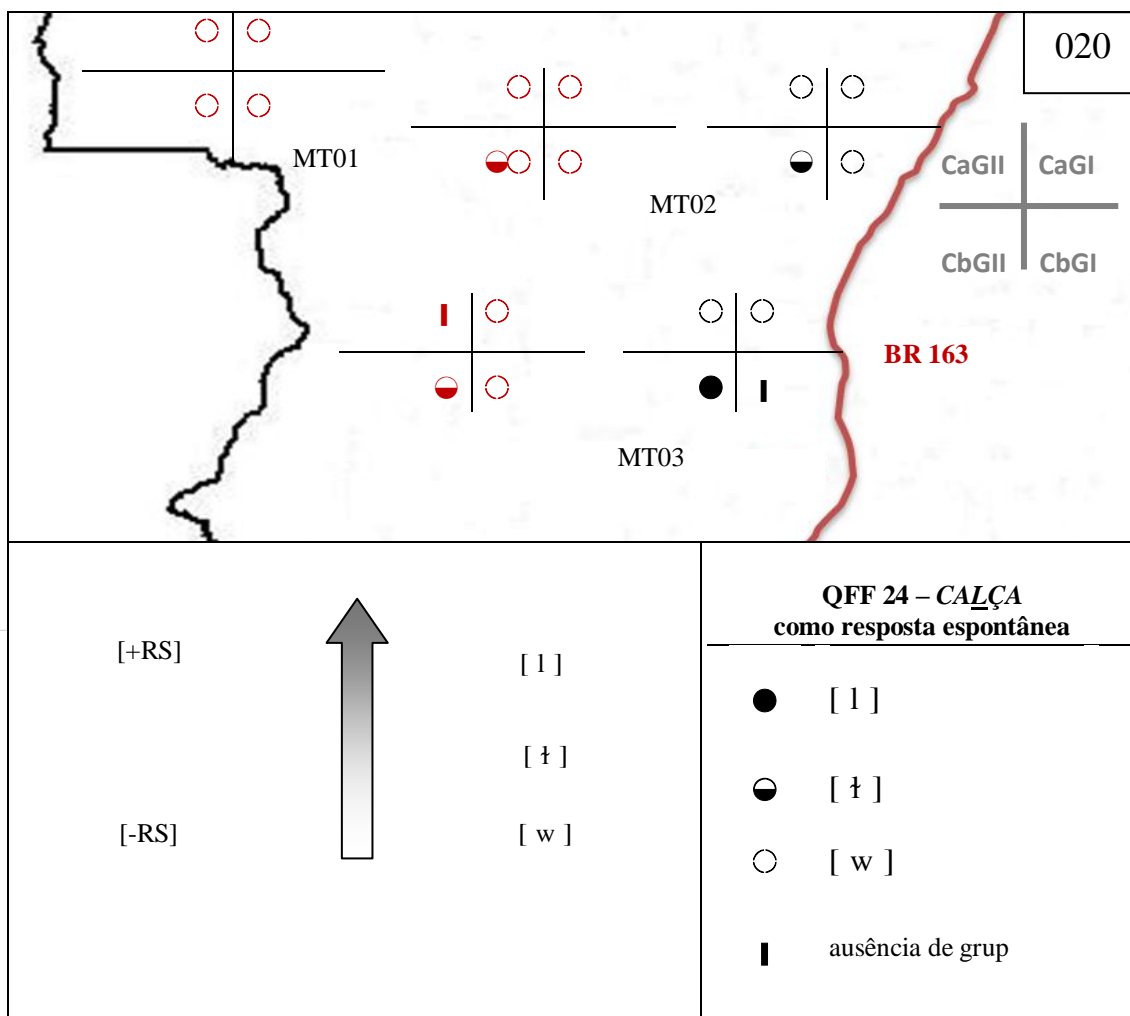 020
MT01
MT02
CaGII CaGI
CbGII CbGI
BR 163
MT03
[+RS]
[ l ]
[ ɫ ]
[-RS]
[ w ]
QFF 24 – CALÇA
como resposta espontânea
[ l ]
[ ɫ ]
[ w ]
ausência de grup